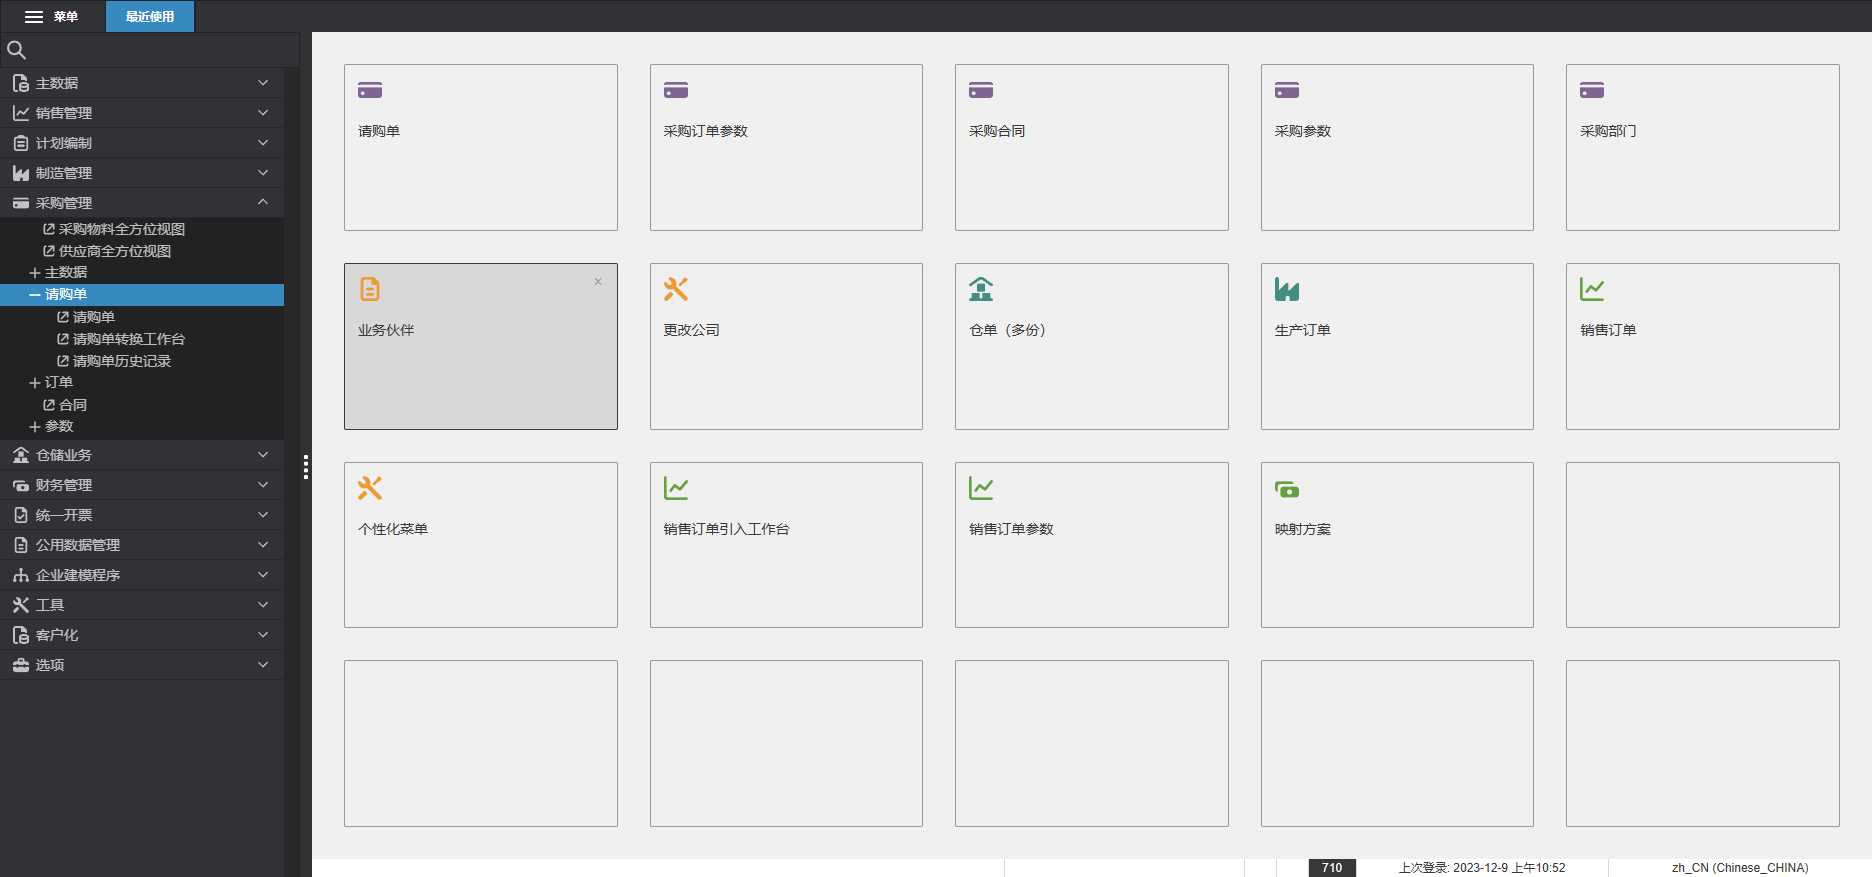 菜单
最近使用
主数据
销售管理
计划编制
制造管理
采购管理
采购物料全方位视图
供应商全方位视图
主数据
请购单
请购单
请购单转换工作台
请购单历史记录
订单
合同
参数
仓储业务
财务管理
统一开票
公用数据管理
企业建模程序
工具
客户化
选项
请购单
采购订单参数
采购合同
采购参数
采购部门
业务伙伴
更改公司
仓单（多份）
生产订单
销售订单
个性化菜单
销售订单引入工作台
销售订单参数
映射方案
710
上次登录: 2023-12-9 上午10:52
zh_CN (Chinese_CHINA)